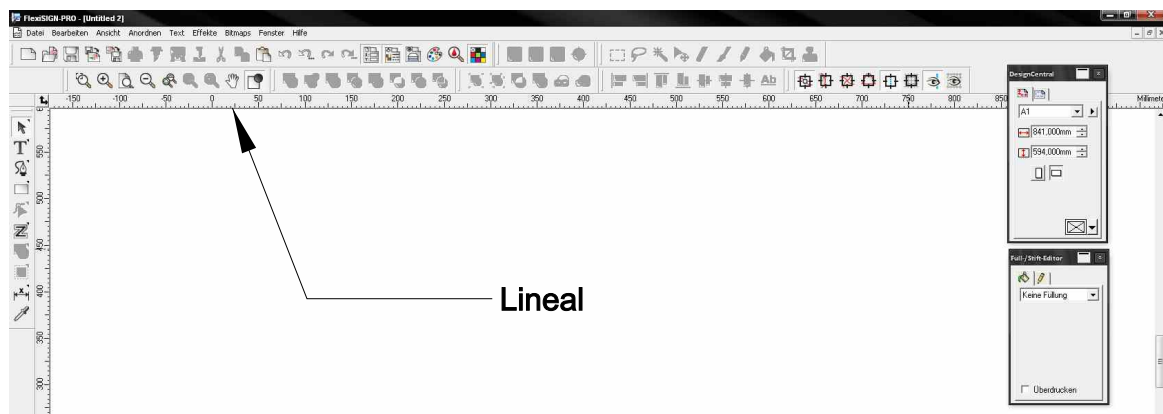 FlexiSIGN-PRO - [Untitled 2]
Datei Bearbeiten Ansicht Anordnen Text Effekte Bitmaps Fenster Hilfe
-150 -100 -50 0 50 100 150 200 250 300 350 400 450 500 550 600 650 700 750 800 850 Millimete
DesignCentral
A1
841,000mm
594,000mm
550
500
450
400
350
300
Lineal
Füll-/Stift-Editor
Keine Füllung
Überdrucken